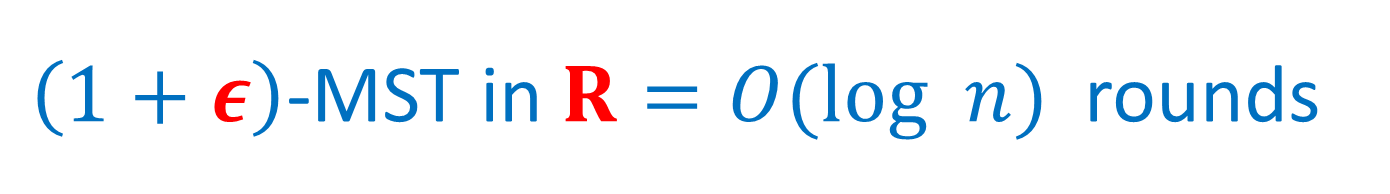 (1 + ϵ)-MST in R = O(log n) rounds